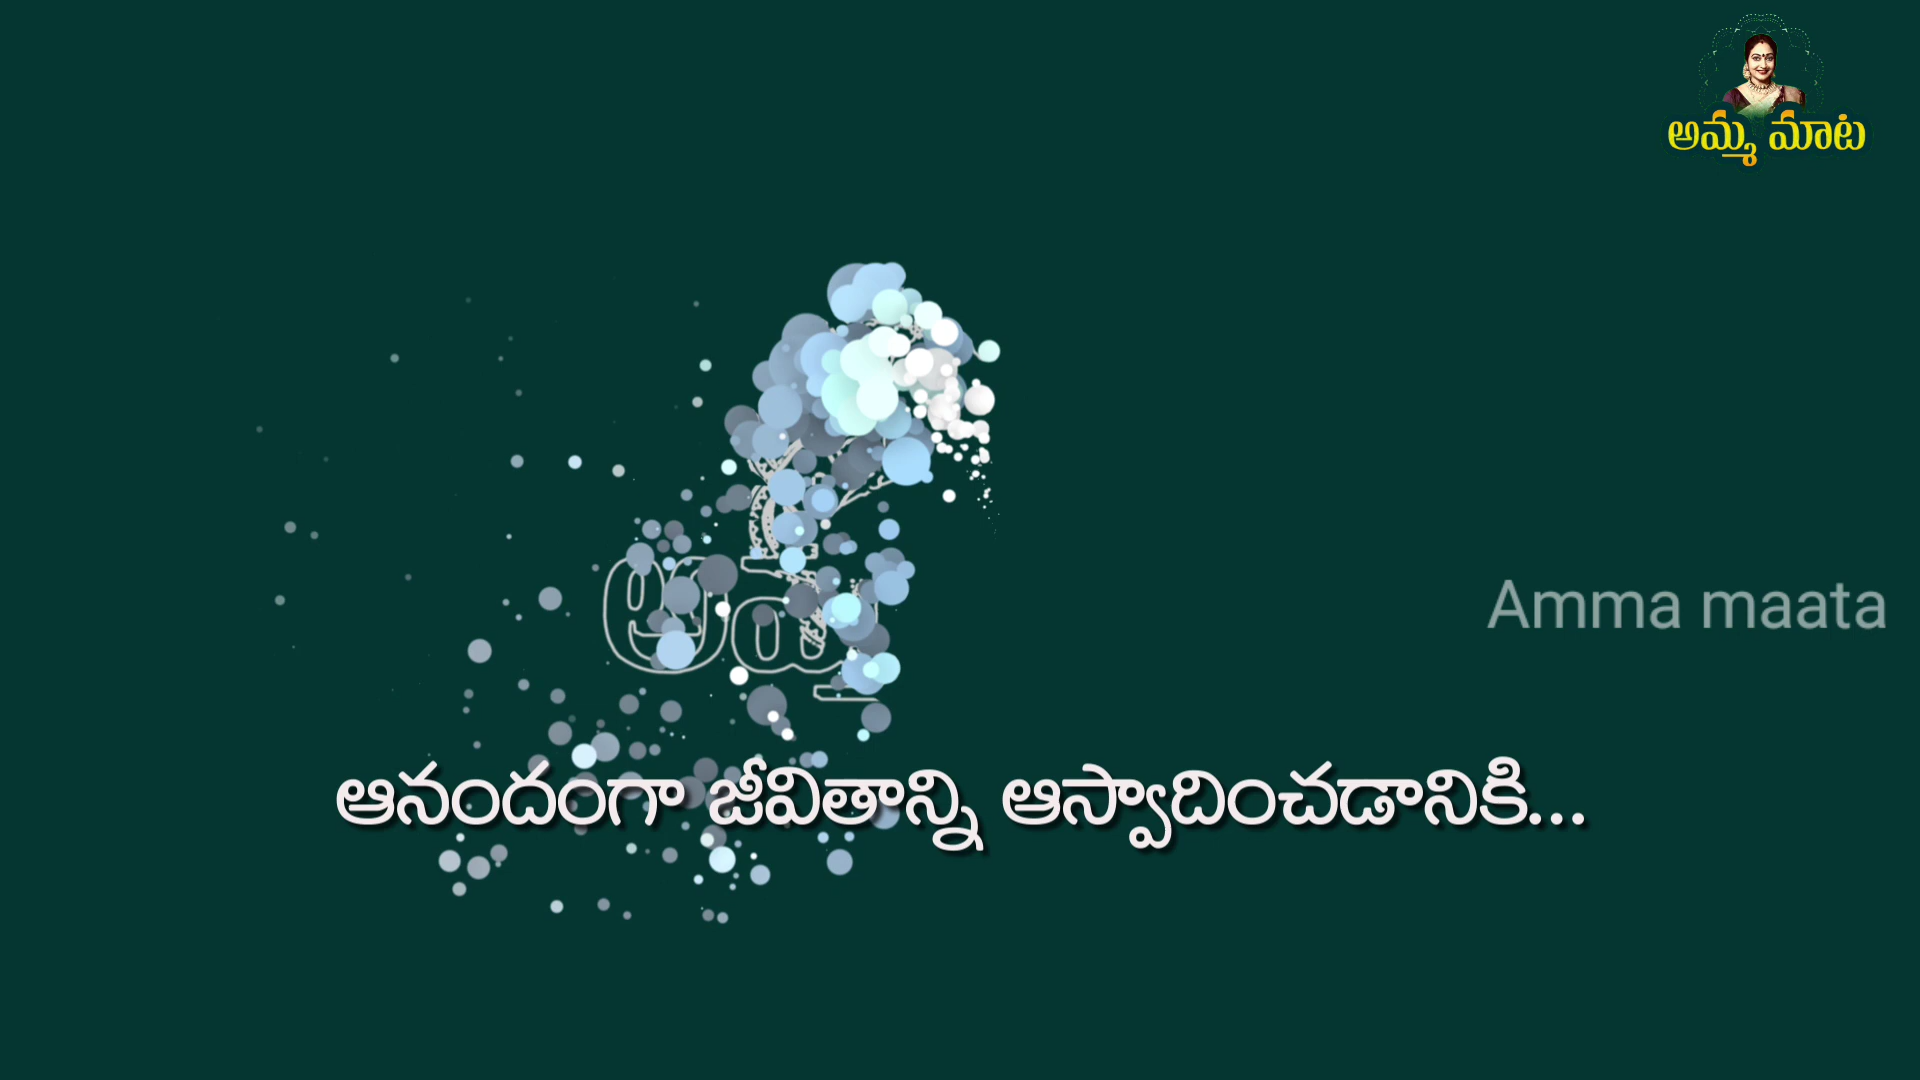 అమ్మ మాట
Amma maata
ఆనందంగా జీవితాన్ని ఆస్వాదించడానికి...